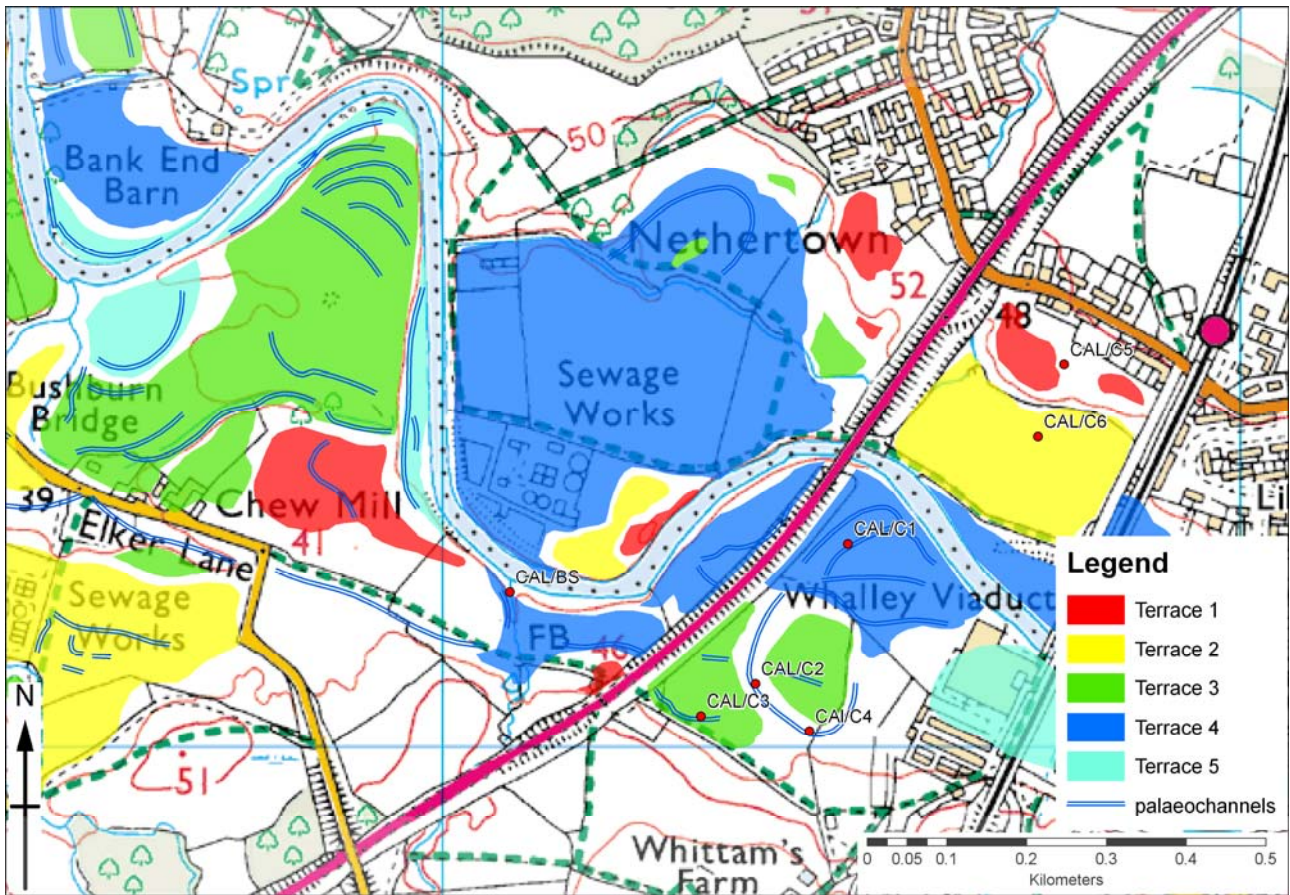 Spr
50
Bank End
Barn
Nethertown
52
48
CAL/C5
Sewage
Works
Bushburn
Bridge
CAL/C6
39
Chew Mill
41
Elker Lane
CAL/C1
CAL/BS
Whalley Viaduct
Sewage
Works
FB
46
CAL/C2
CAL/C3
CAl/C4
51
Whittam's
Farm
N
Legend
Terrace 1
Terrace 2
Terrace 3
Terrace 4
Terrace 5
palaeochannels
0 0.05 0.1 0.2 0.3 0.4 0.5
Kilometers